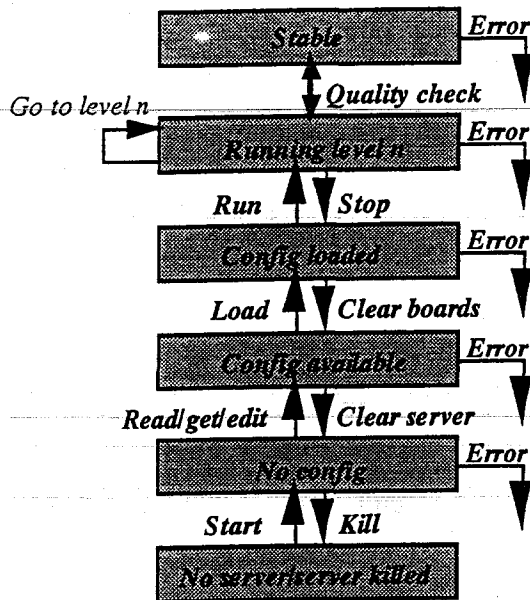 Stable
Error
Quality check
Go to level n
Running level n
Error
Run
Stop
Config loaded
Error
Load
Clear boards
Config available
Error
Read/get/edit
Clear server
No config
Error
Start
Kill
No server/server killed